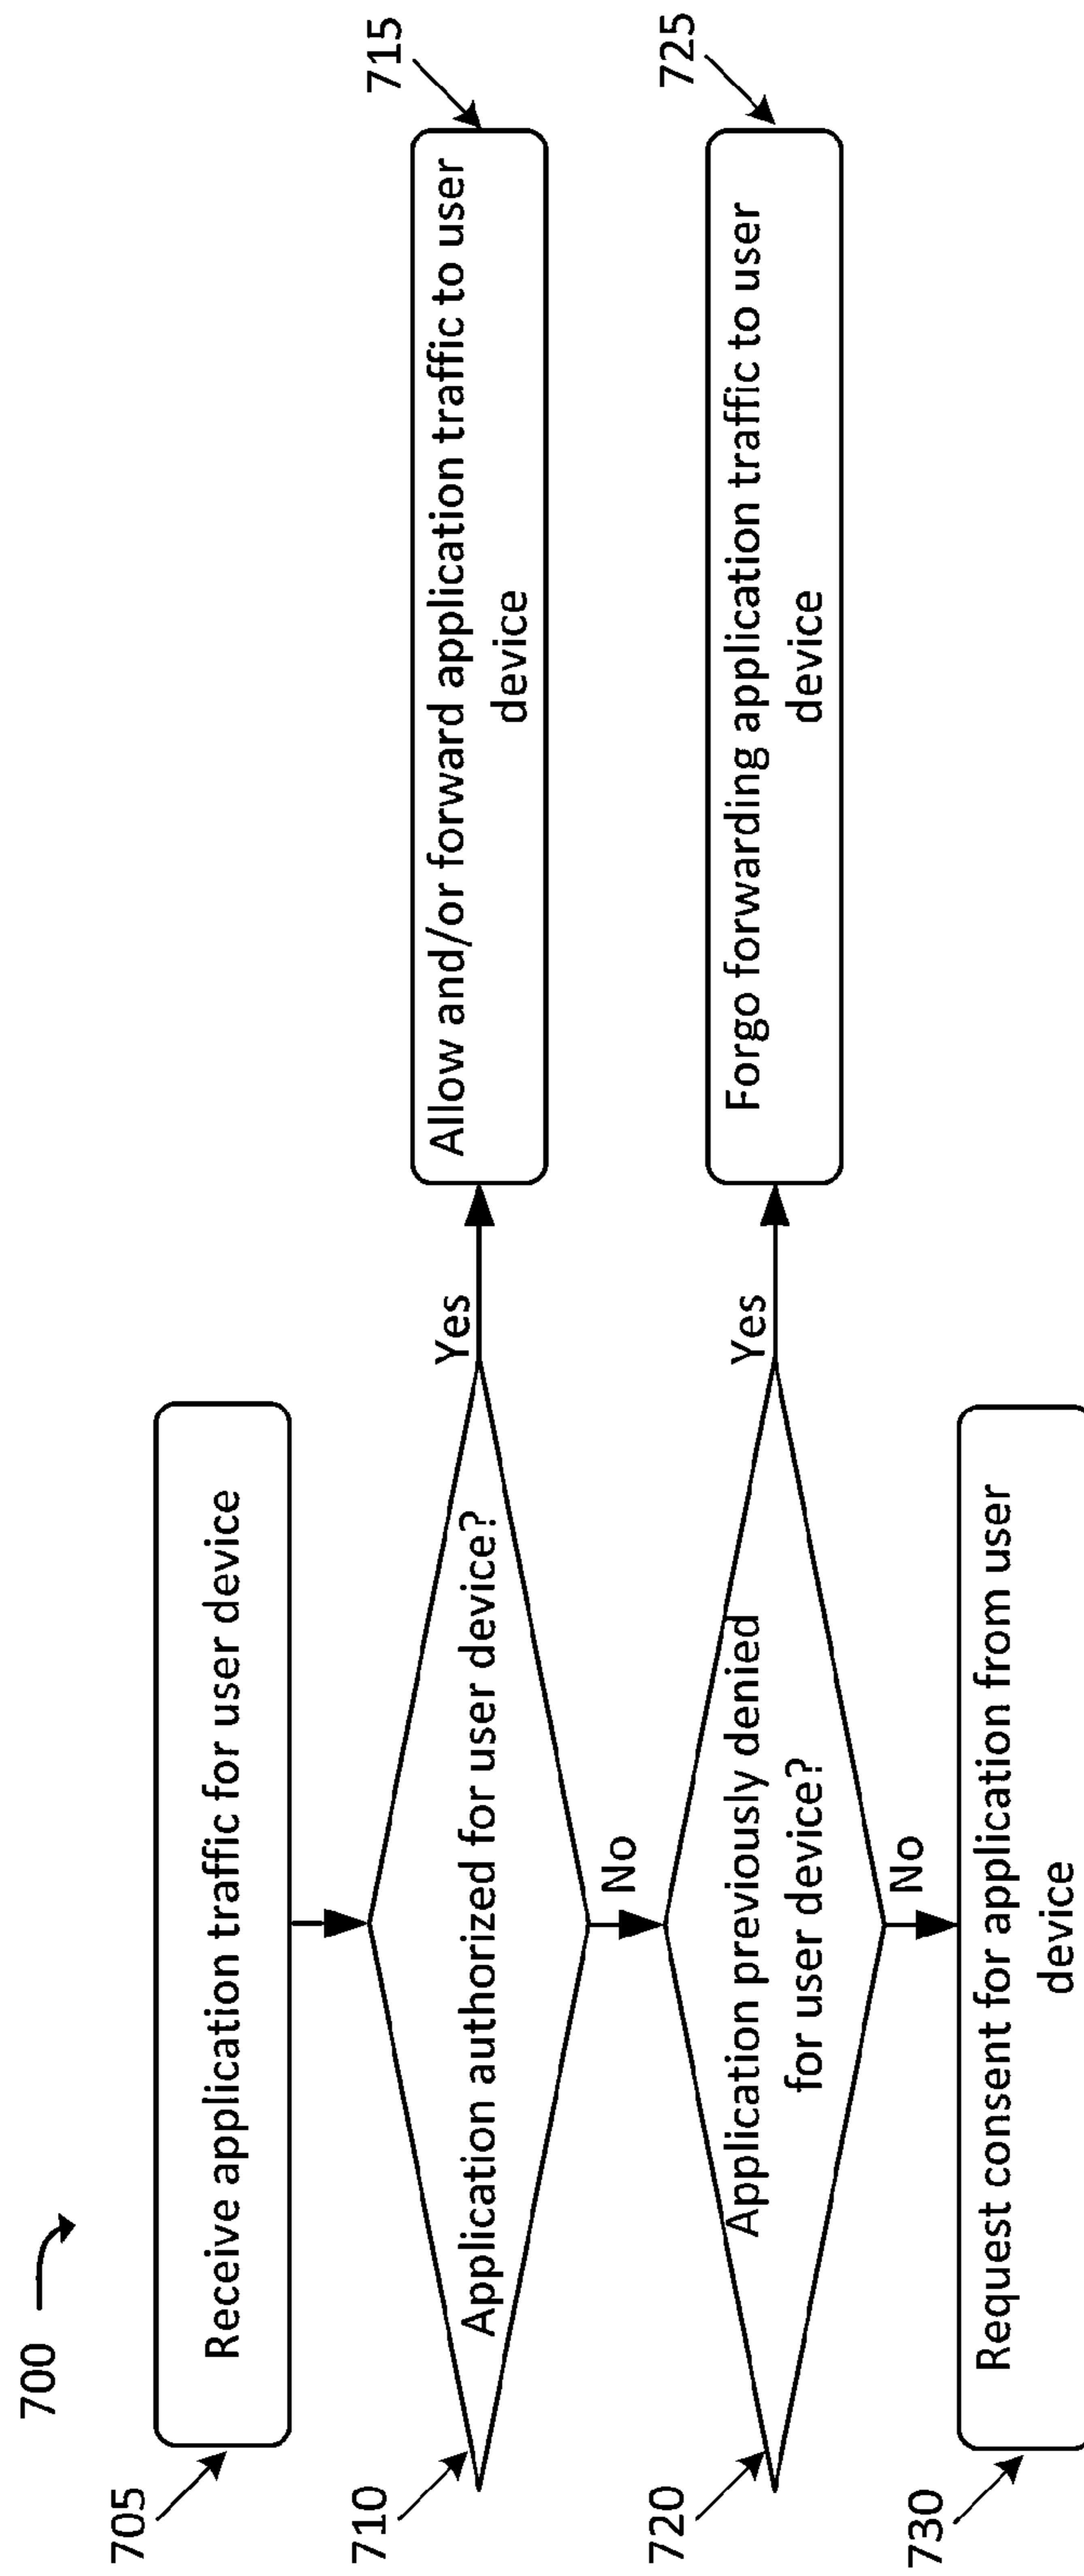 700
705
Receive application traffic for user device
710
Application authorized for user device?
Yes
715
Allow and/or forward application traffic to user
device
No
720
Application previously denied
for user device?
Yes
725
Forgo forwarding application traffic to user
device
No
730
Request consent for application from user
device